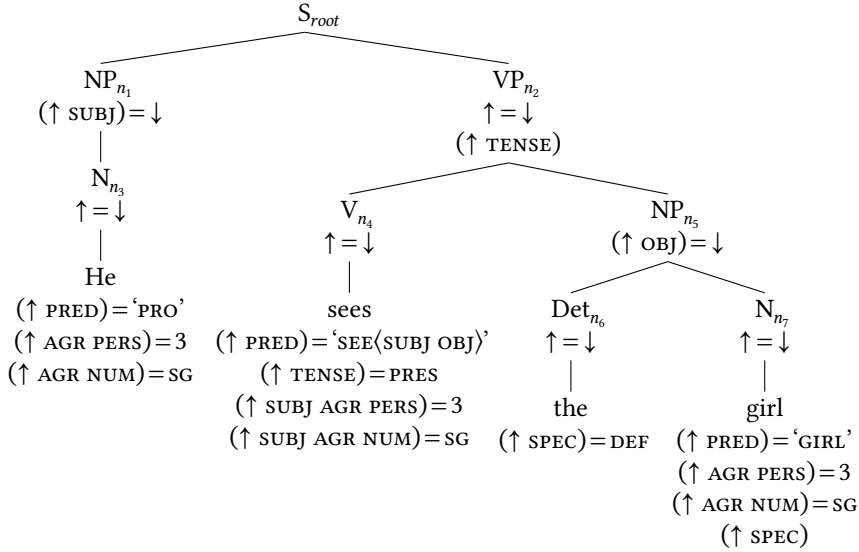 S_root
NP_n₁ VP_n₂
(↑ SUBJ) = ↓ ↑ = ↓
(↑ TENSE)
N_n₃ V_n₄ NP_n₅
↑ = ↓ ↑ = ↓ (↑ OBJ) = ↓
He sees Det_n₆ N_n₇
(↑ PRED) = ‘PRO’ (↑ PRED) = ‘SEE⟨SUBJ OBJ⟩’ ↑ = ↓ ↑ = ↓
(↑ AGR PERS) = 3 (↑ TENSE) = PRES
(↑ AGR NUM) = SG (↑ SUBJ AGR PERS) = 3 the girl
(↑ SUBJ AGR NUM) = SG (↑ SPEC) = DEF (↑ PRED) = ‘GIRL’
(↑ AGR PERS) = 3
(↑ AGR NUM) = SG
(↑ SPEC)